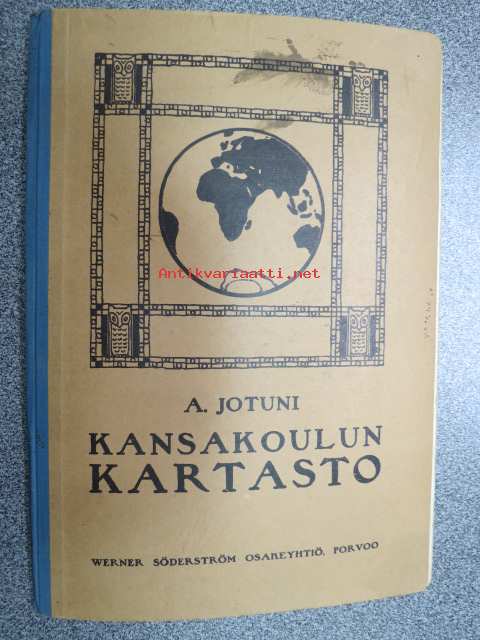 Antikvariaatti.net
A. JOTUNI
KANSAKOULUN
KARTASTO
WERNER SÖDERSTRÖM OSAKEYHTIÖ, PORVOO